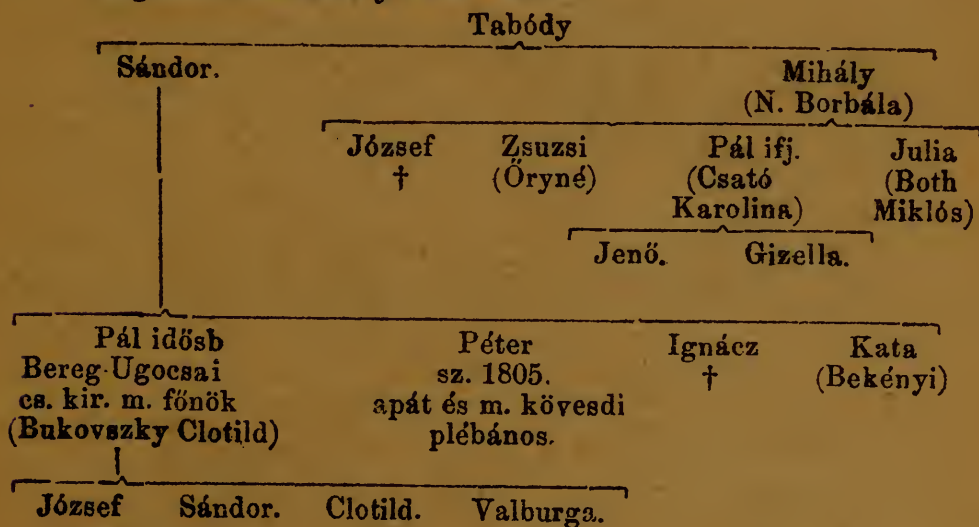 Tabódy
Sándor. Mihály
(N. Borbála)
József Zsuzsi Pál ifj. Julia
† (Őryné) (Csató (Both
Karolina) Miklós)
Jenő. Gizella.
Pál idősb Péter Ignácz Kata
Bereg-Ugocsai sz. 1805. † (Bekényi)
cs. kir. m. főnök apát és m. kövesdi
(Bukovszky Clotild) plébános.
József Sándor. Clotild. Valburga.